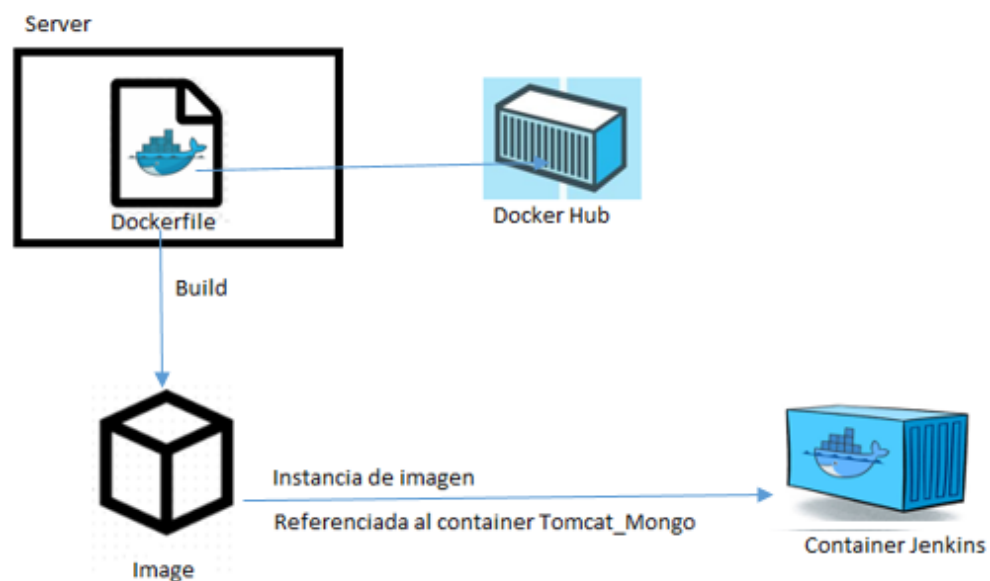 Server
Dockerfile
Docker Hub
Build
Instancia de imagen
Referenciada al container Tomcat_Mongo
Container Jenkins
Image